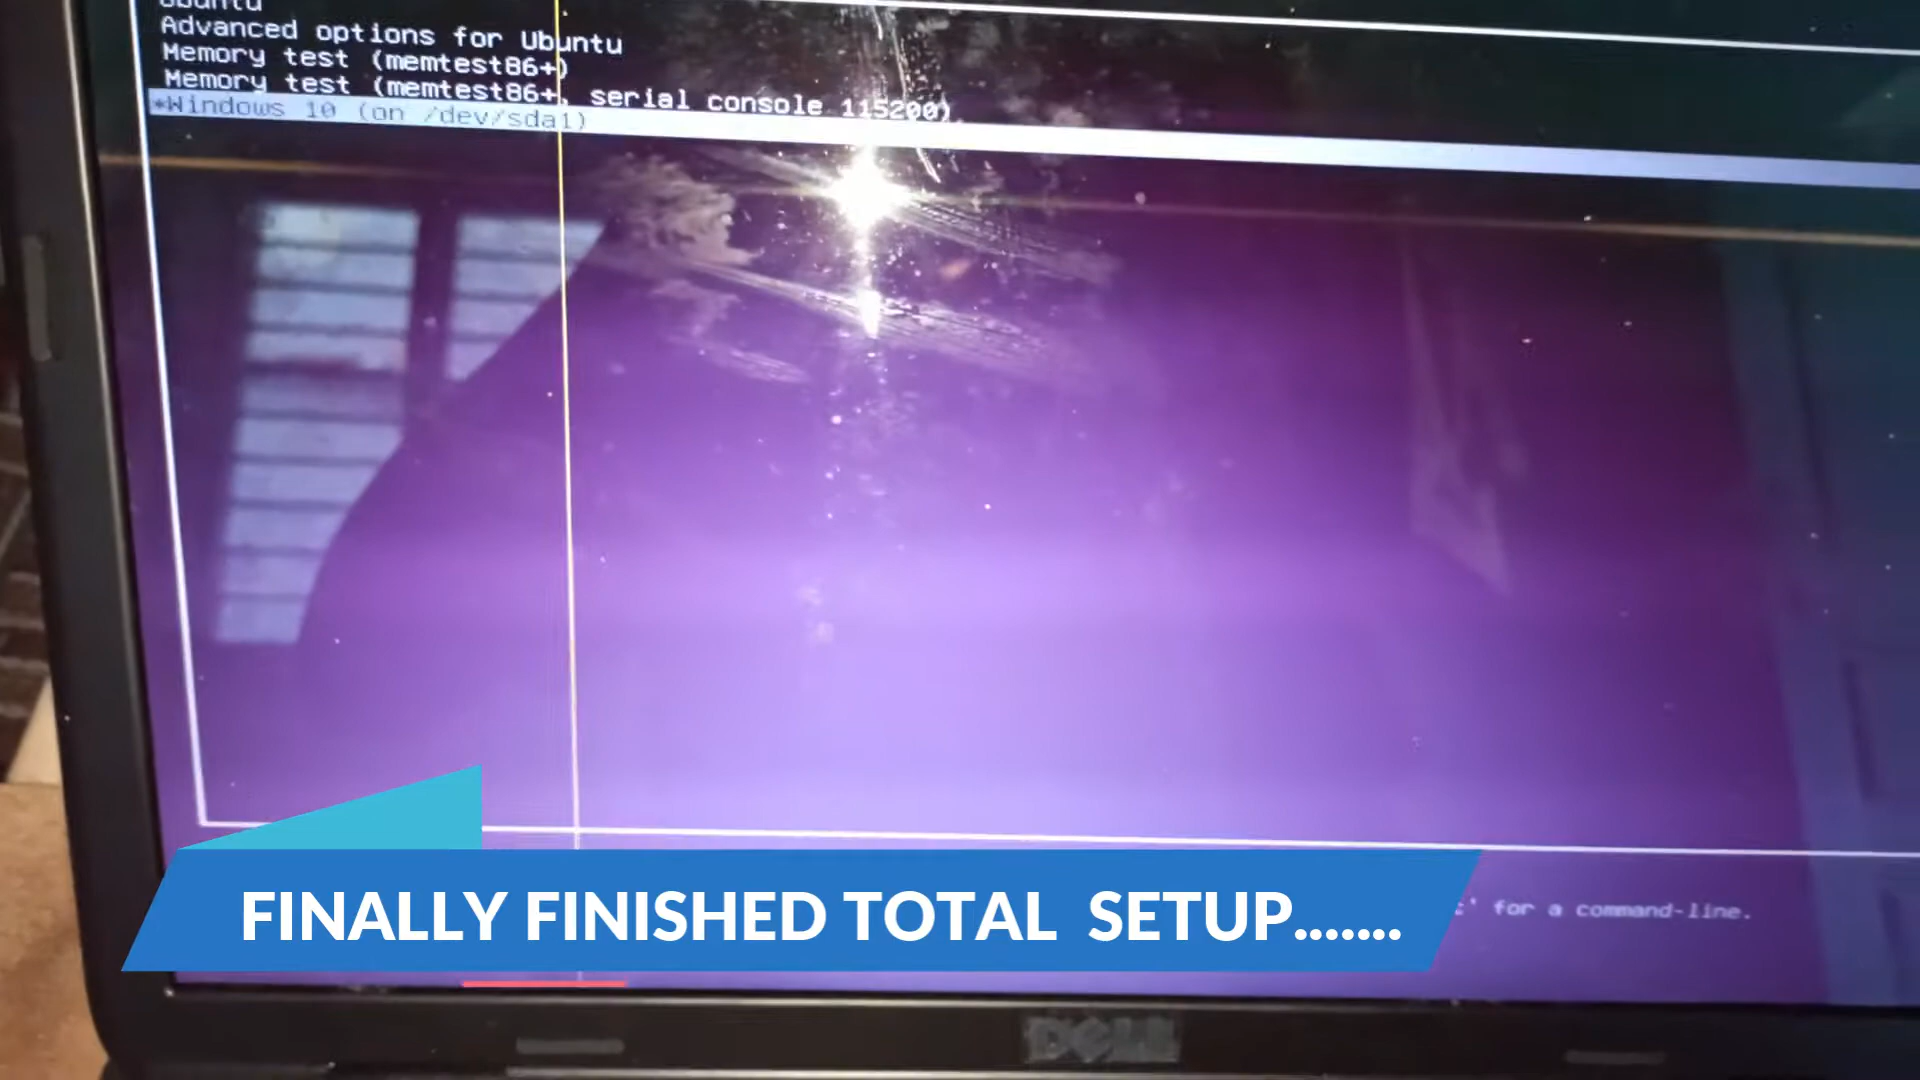 Ubuntu
Advanced options for Ubuntu
Memory test (memtest86+)
Memory test (memtest86+, serial console 115200)
*Windows 10 (on /dev/sda1)
for a command-line.
FINALLY FINISHED TOTAL SETUP.......
DELL